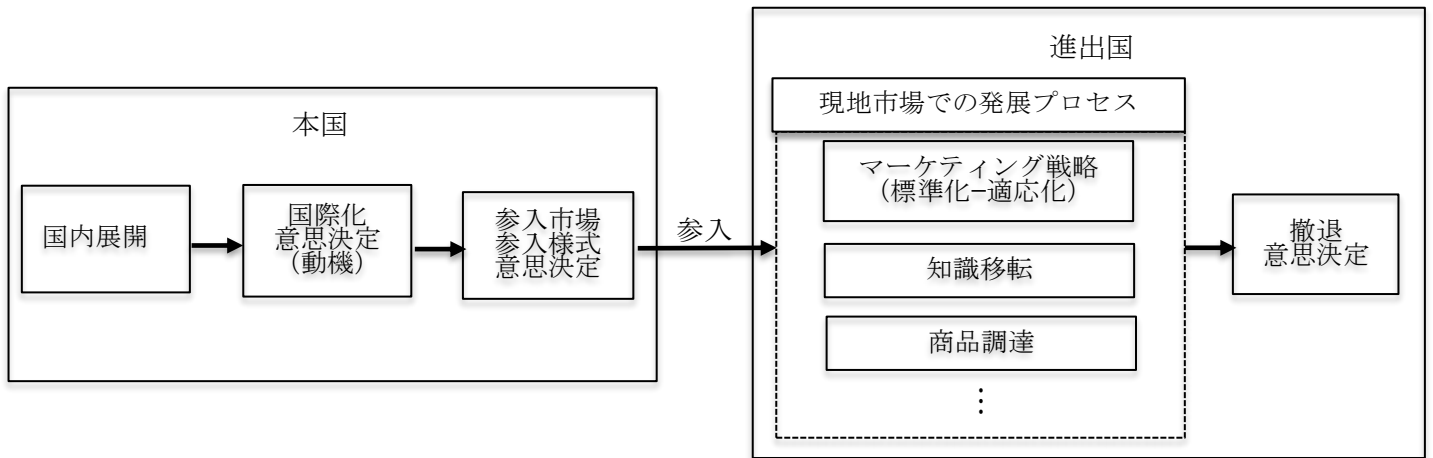 本国
国内展開
国際化
意思決定
(動機)
参入市場
参入様式
意思決定
参入
進出国
現地市場での発展プロセス
マーケティング戦略
(標準化−適応化)
知識移転
商品調達
⋮
撤退
意思決定